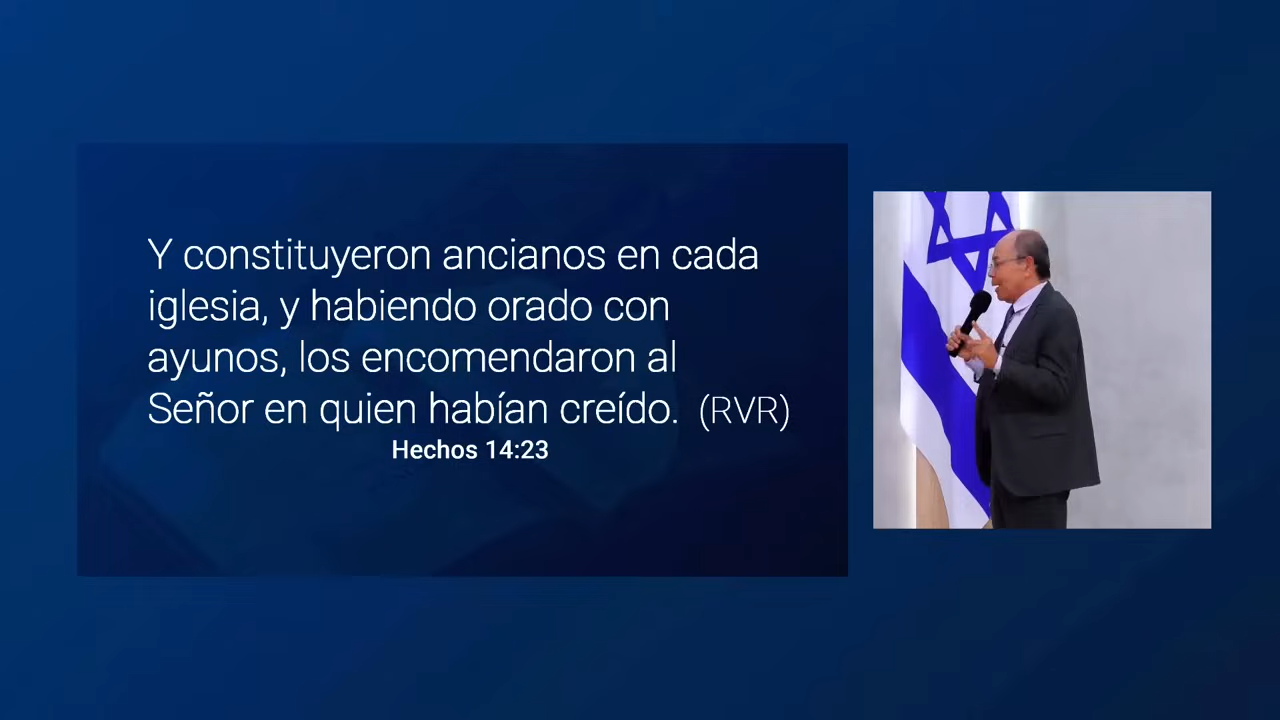 Y constituyeron ancianos en cada
iglesia, y habiendo orado con
ayunos, los encomendaron al
Señor en quien habían creído. (RVR)
Hechos 14:23